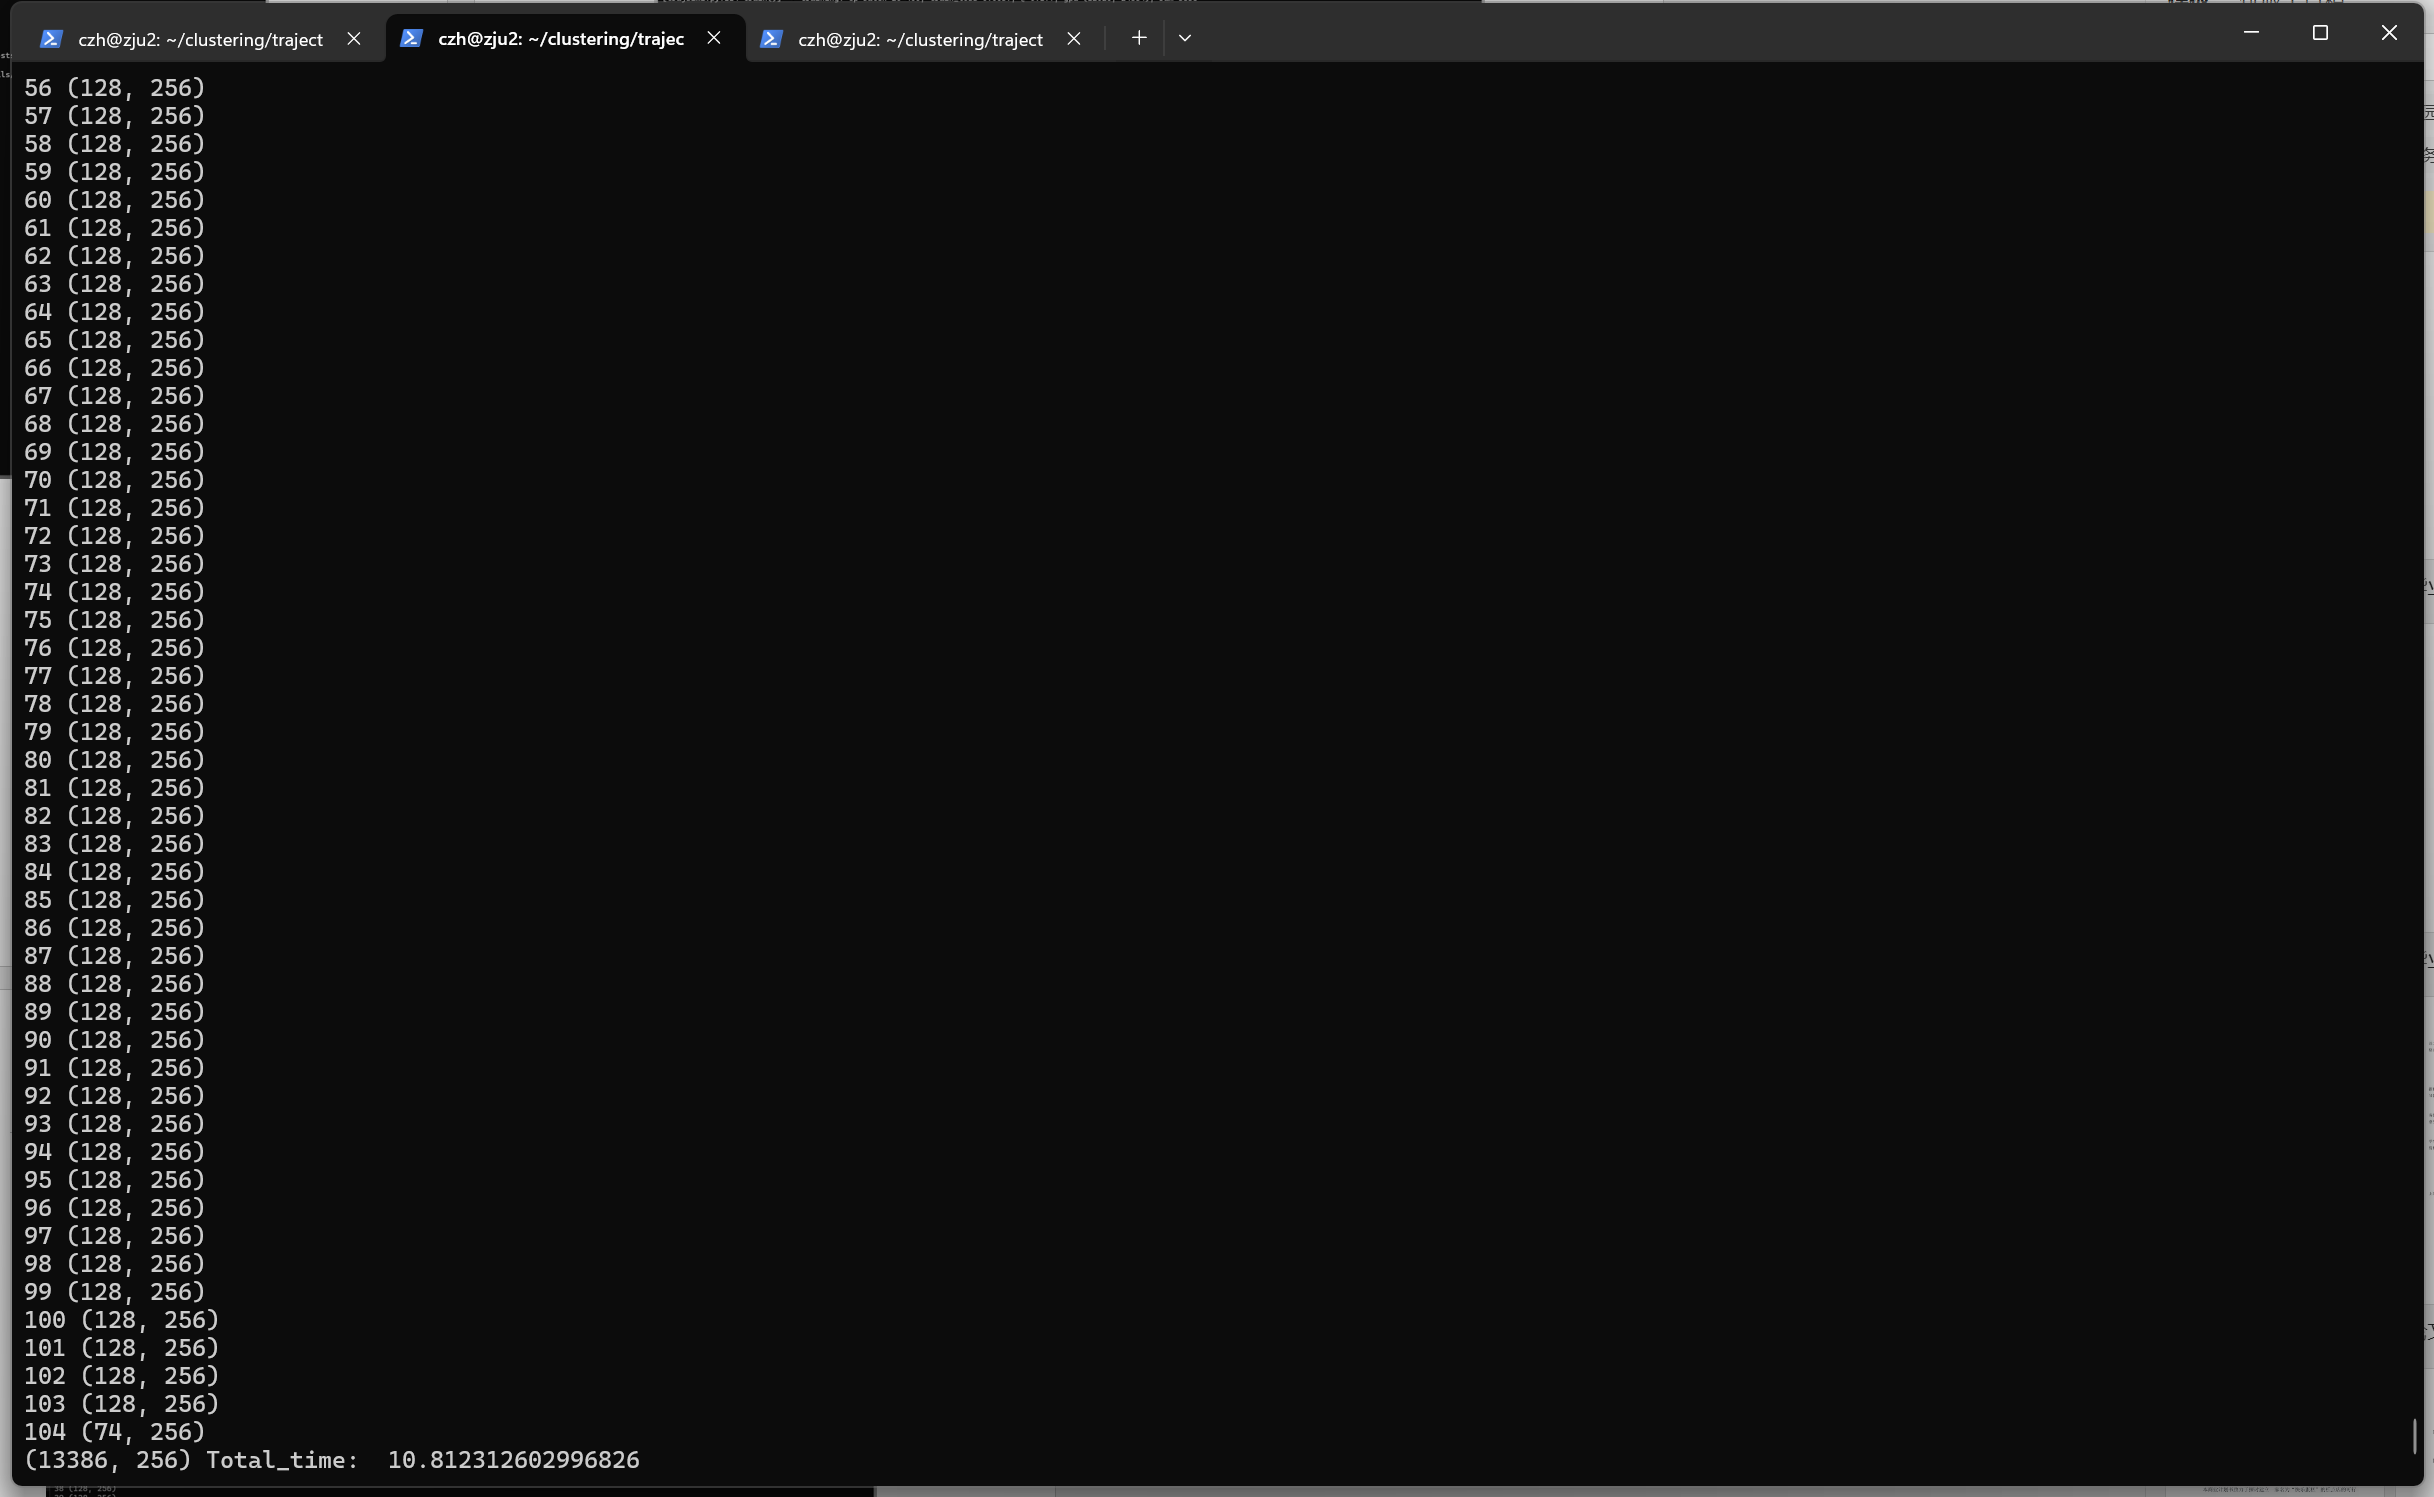 czh@zju2: ~/clustering/traject
czh@zju2: ~/clustering/trajec
czh@zju2: ~/clustering/traject
56 (128, 256)
57 (128, 256)
58 (128, 256)
59 (128, 256)
60 (128, 256)
61 (128, 256)
62 (128, 256)
63 (128, 256)
64 (128, 256)
65 (128, 256)
66 (128, 256)
67 (128, 256)
68 (128, 256)
69 (128, 256)
70 (128, 256)
71 (128, 256)
72 (128, 256)
73 (128, 256)
74 (128, 256)
75 (128, 256)
76 (128, 256)
77 (128, 256)
78 (128, 256)
79 (128, 256)
80 (128, 256)
81 (128, 256)
82 (128, 256)
83 (128, 256)
84 (128, 256)
85 (128, 256)
86 (128, 256)
87 (128, 256)
88 (128, 256)
89 (128, 256)
90 (128, 256)
91 (128, 256)
92 (128, 256)
93 (128, 256)
94 (128, 256)
95 (128, 256)
96 (128, 256)
97 (128, 256)
98 (128, 256)
99 (128, 256)
100 (128, 256)
101 (128, 256)
102 (128, 256)
103 (128, 256)
104 (74, 256)
(13386, 256) Total_time:  10.812312602996826
38 (128, 256)